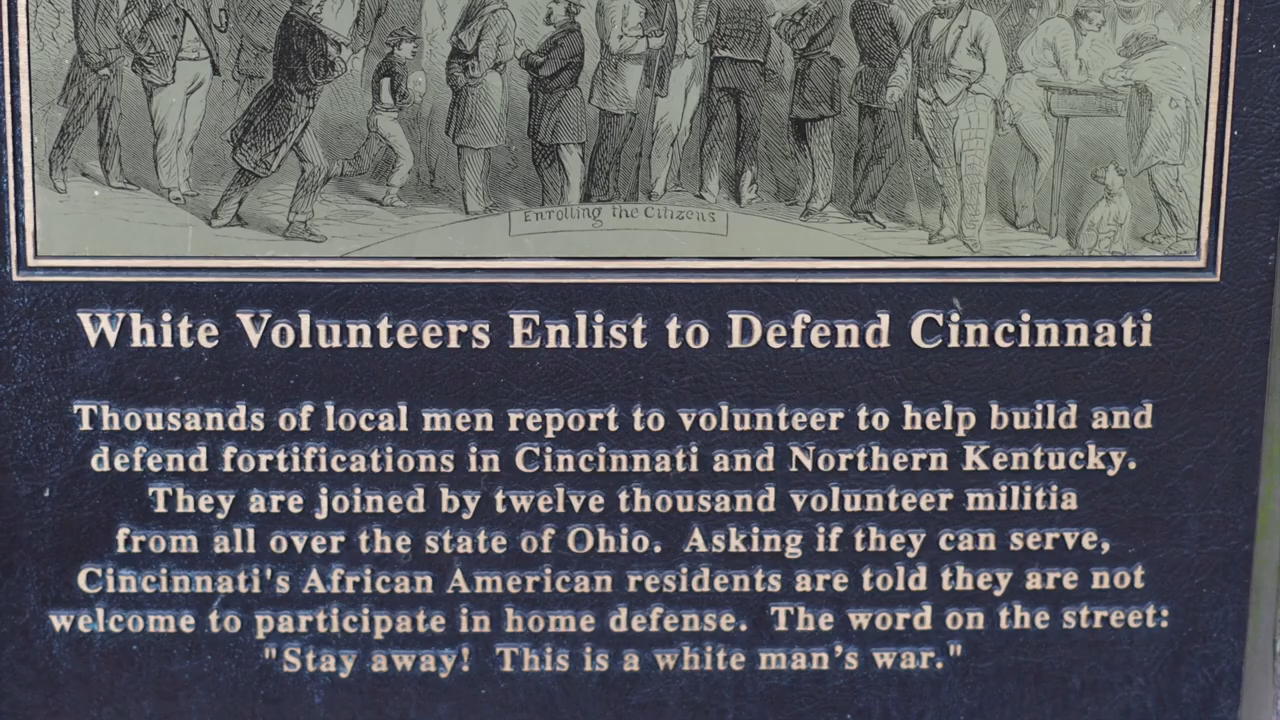 Enrolling the Citizens
White Volunteers Enlist to Defend Cincinnati
Thousands of local men report to volunteer to help build and
defend fortifications in Cincinnati and Northern Kentucky.
They are joined by twelve thousand volunteer militia
from all over the state of Ohio.  Asking if they can serve,
Cincinnati's African American residents are told they are not
welcome to participate in home defense.  The word on the street:
"Stay away!  This is a white man's war."